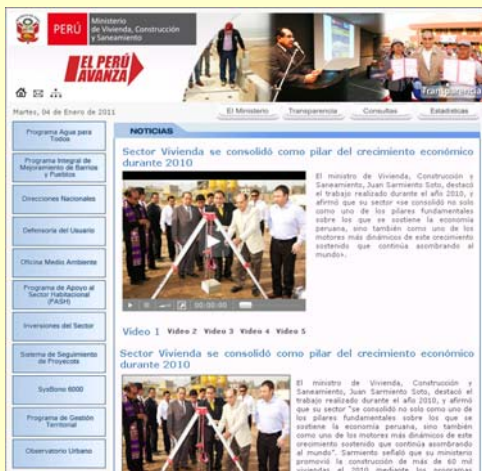 PERÚ
Ministerio
de Vivienda, Construcción
y Saneamiento
EL PERÚ
AVANZA
Transparencia
Martes, 04 de Enero de 2011
El Ministerio
Transparencia
Consultas
Estadísticas
Programa Agua para
Todos
Programa Integral de
Mejoramiento de Barrios
y Pueblos
Direcciones Nacionales
Defensoría del Usuario
Oficina Medio Ambiente
Programa de Apoyo al
Sector Habitacional
(PASH)
Inversiones del Sector
Sistema de Seguimiento
de Proyectos
SysBono 6000
Programa de Gestión
Territorial
Observatorio Urbano
NOTICIAS
Sector Vivienda se consolidó como pilar del crecimiento económico
durante 2010
El ministro de Vivienda, Construcción y
Saneamiento, Juan Sarmiento Soto, destacó
el trabajo realizado durante el año 2010, y
afirmó que su sector «se consolidó no solo
como uno de los pilares fundamentales
sobre los que se sostiene la economía
peruana, sino también como uno de los
motores más dinámicos de este crecimiento
sostenido que continúa asombrando al
mundo».
00:00:00
Video 1 Video 2 Video 3 Video 4 Video 5
Sector Vivienda se consolidó como pilar del crecimiento económico
durante 2010
El ministro de Vivienda, Construcción y
Saneamiento, Juan Sarmiento Soto, destacó el
trabajo realizado durante el año 2010, y afirmó
que su sector "se consolidó no solo como uno de
los pilares fundamentales sobre los que se
sostiene la economía peruana, sino también
como uno de los motores más dinámicos de este
crecimiento sostenido que continúa asombrando
al mundo". Sarmiento señaló que su ministerio
promovió la construcción de más de 60 mil
viviendas el 2010 mediante los programas